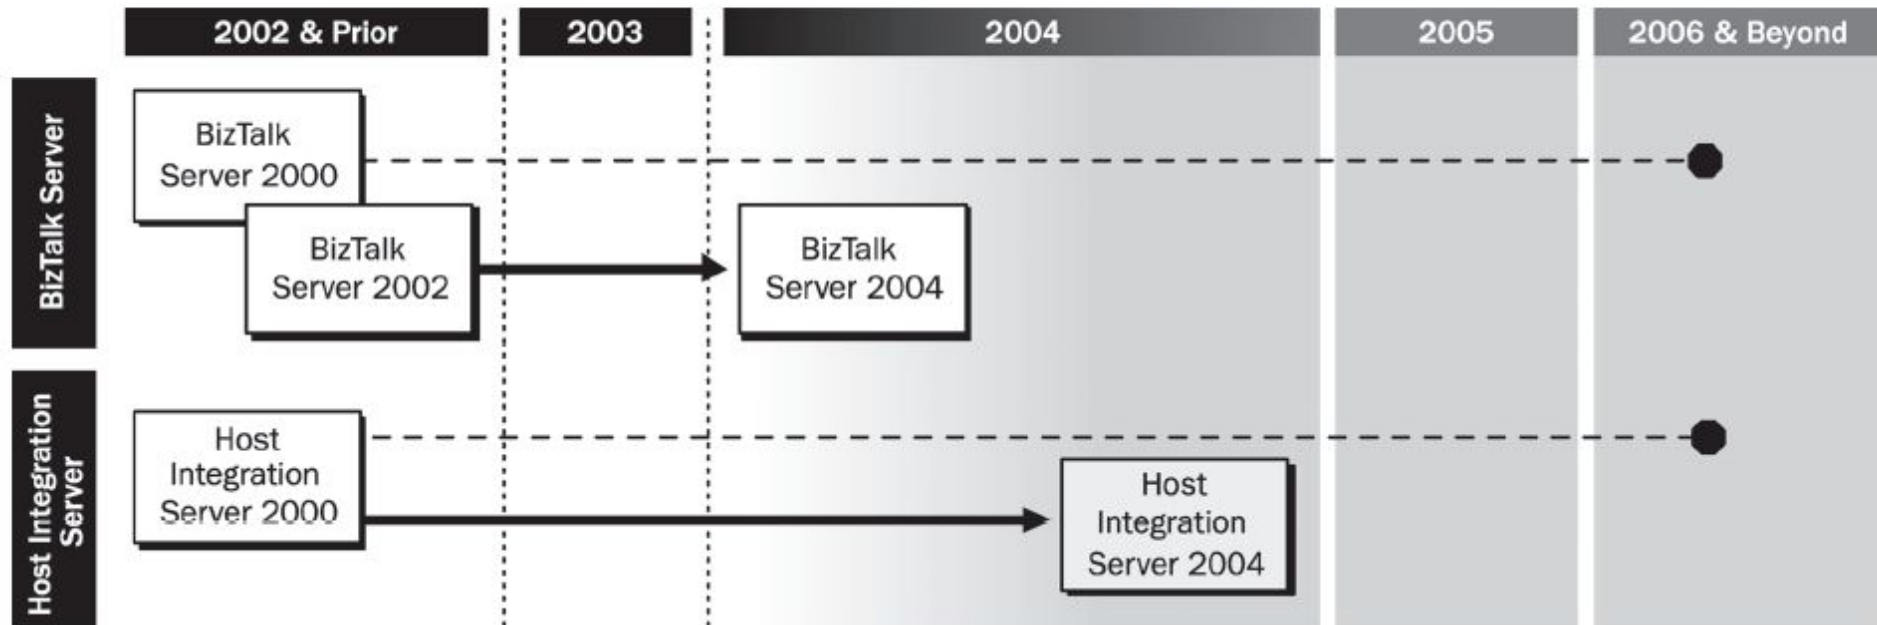 2002 & Prior
2003
2004
2005
2006 & Beyond
BizTalk Server
BizTalk
Server 2000
BizTalk
Server 2002
BizTalk
Server 2004
Host Integration
Server
Host
Integration
Server 2000
Host
Integration
Server 2004